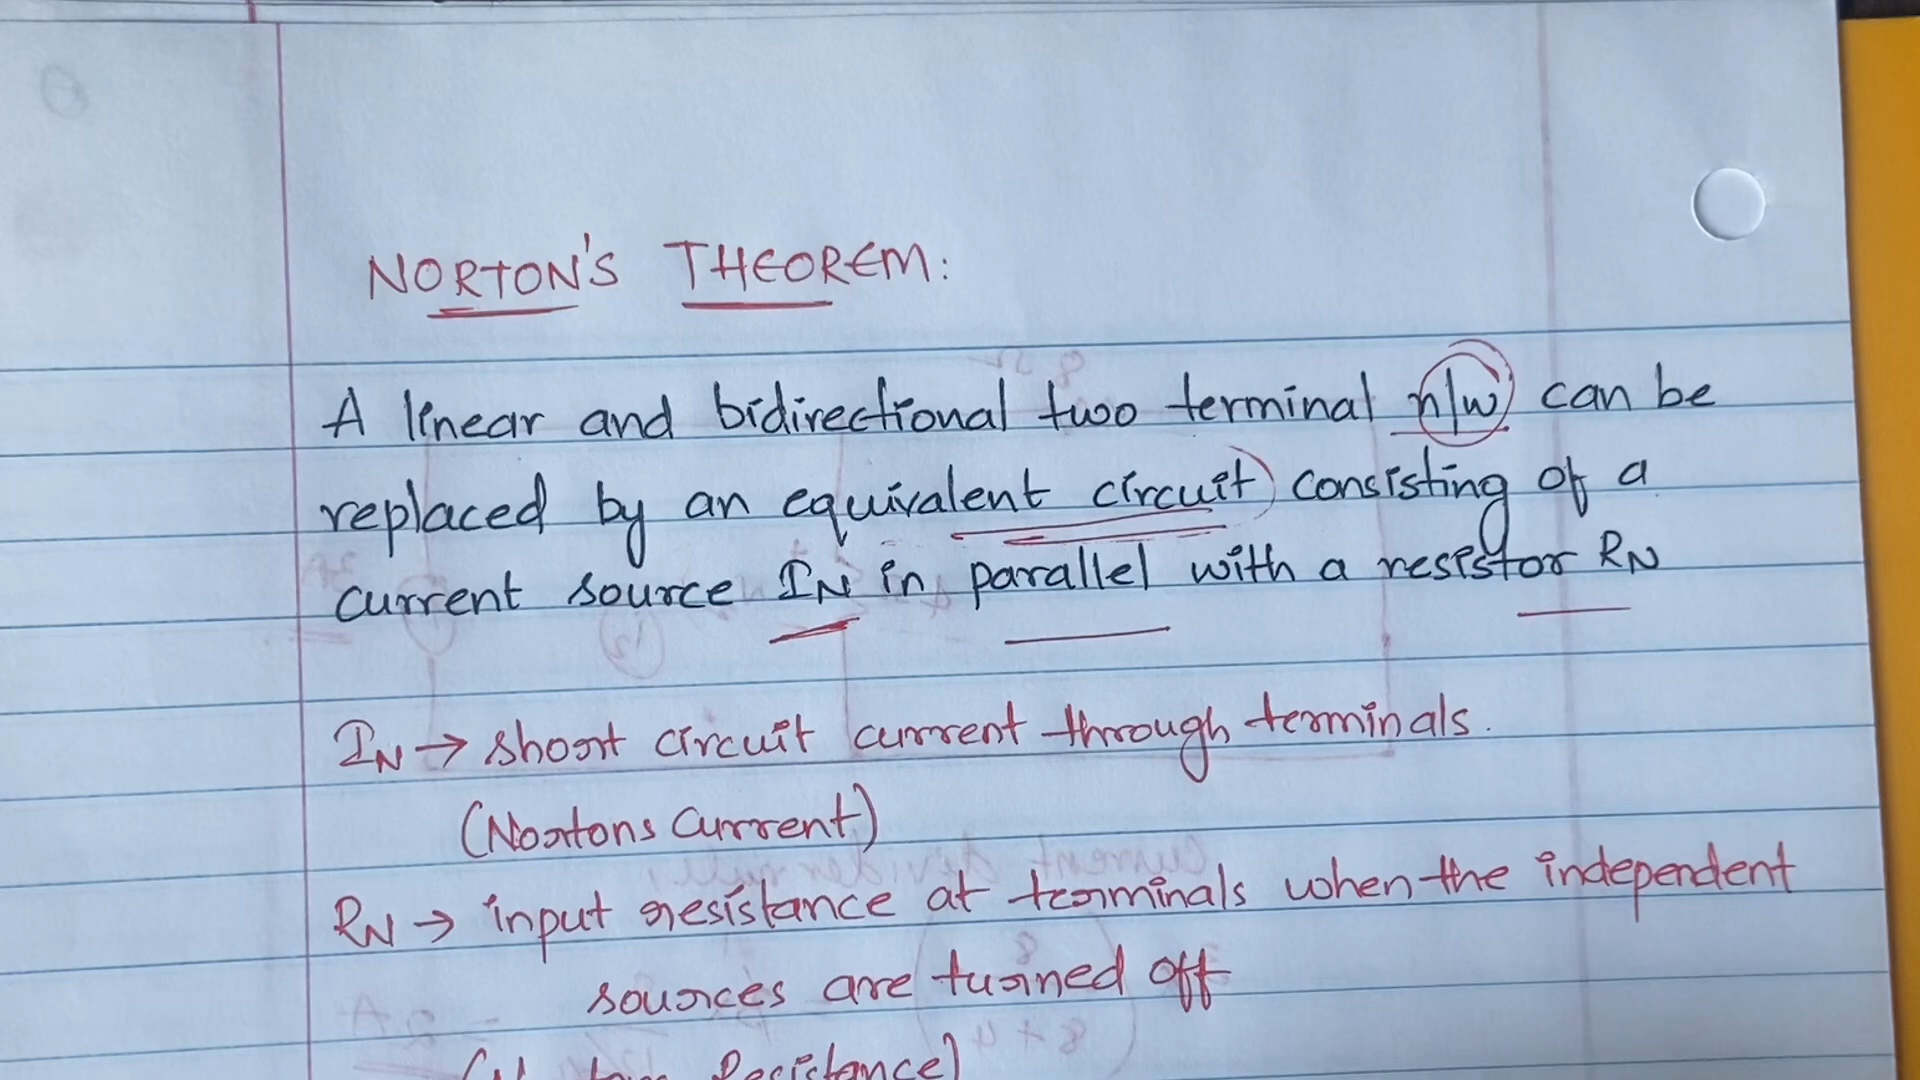 NORTON'S THEOREM:
A linear and bidirectional two terminal n/w can be
replaced by an equivalent circuit consisting of a
current source IN in parallel with a resistor RN
IN → short circuit current through terminals.
(Nortons Current)
RN → input resistance at terminals when the independent
sources are turned off
Resistance)